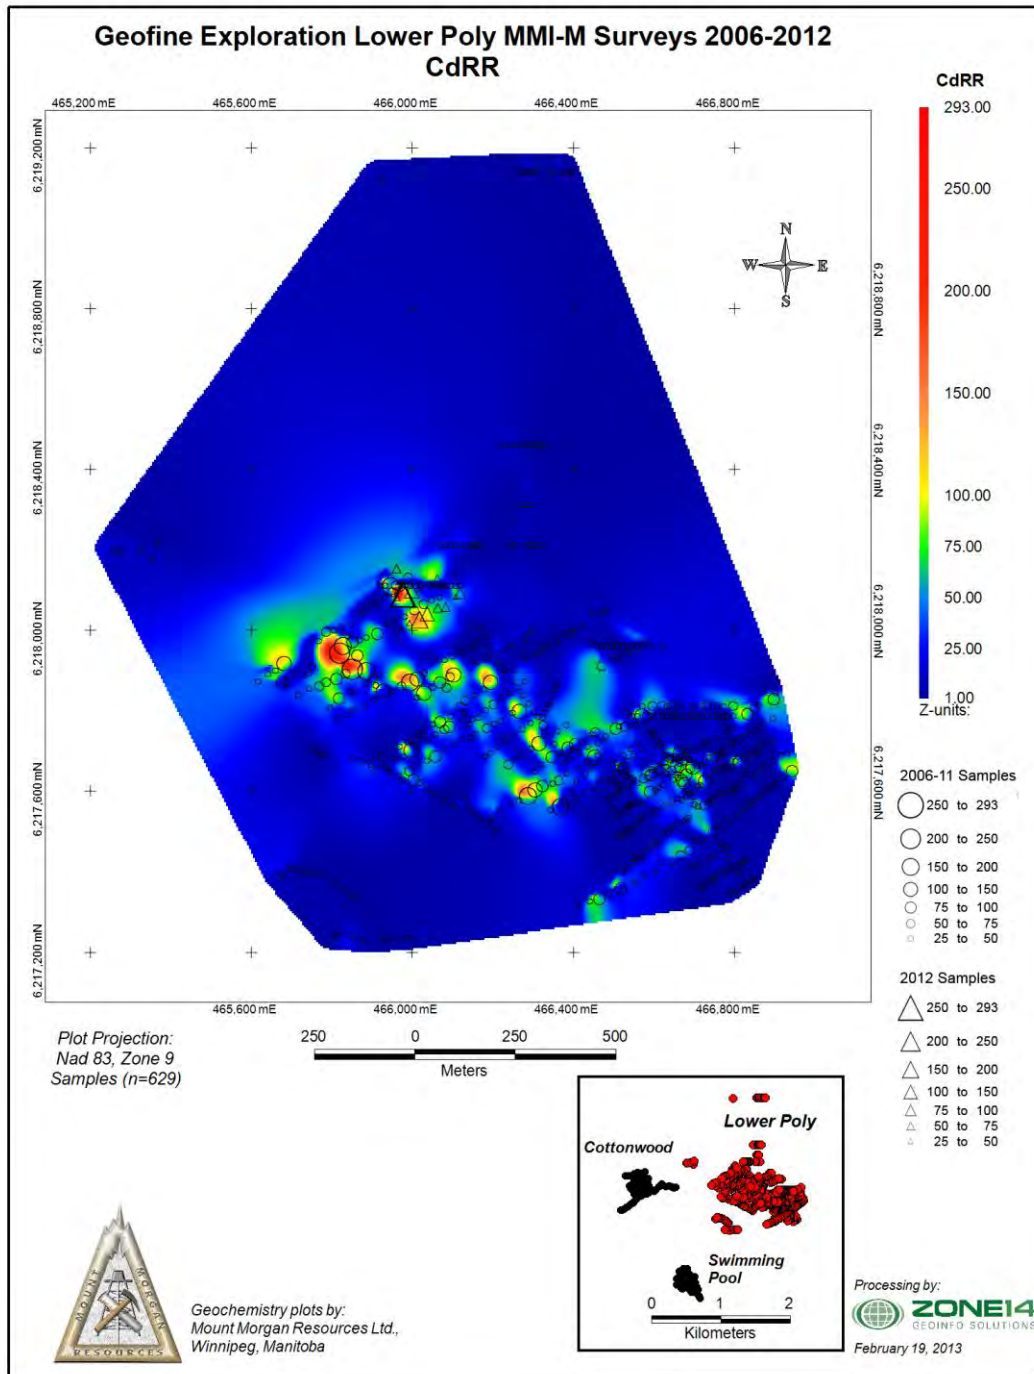 Geofine Exploration Lower Poly MMI-M Surveys 2006-2012
CdRR
465,200 mE
465,600 mE
466,000 mE
466,400 mE
466,800 mE
CdRR
293.00
250.00
200.00
150.00
100.00
75.00
50.00
25.00
1.00
Z-units:
N
W
E
S
6,219,200 mN
6,218,800 mN
6,218,400 mN
6,218,000 mN
6,217,600 mN
6,217,200 mN
6,218,800 mN
6,218,400 mN
6,218,000 mN
6,217,600 mN
465,600 mE
466,000 mE
466,400 mE
466,800 mE
2006-11 Samples
250 to 293
200 to 250
150 to 200
100 to 150
75 to 100
50 to 75
25 to 50
2012 Samples
250 to 293
200 to 250
150 to 200
100 to 150
75 to 100
50 to 75
25 to 50
Plot Projection:
Nad 83, Zone 9
Samples (n=629)
250 0 250 500
Meters
Lower Poly
Cottonwood
Swimming
Pool
0 1 2
Kilometers
MOUNT
MORGAN
RESOURCES
Geochemistry plots by:
Mount Morgan Resources Ltd.,
Winnipeg, Manitoba
Processing by:
ZONE14
GEOINFO SOLUTIONS
February 19, 2013